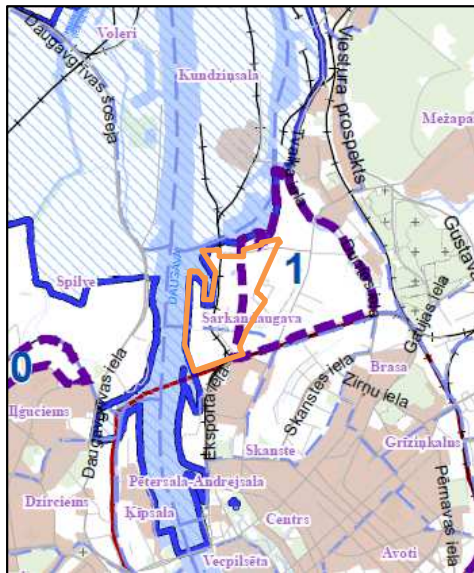 Voleri
Daugavgrīvas šoseja
Kundziņsala
Viestura prospekts
Mežapa
Tvaika iela
DAUGAVA
Gustav
Spilve
1
Sarkandaugava
Duntes iela
Gaujas iela
0
Iļģuciems
Daugavgrīvas iela
Eksporta iela
Brasa
Skanstes iela
Zirņu iela
Skanste
Grīziņkalns
Pētersala-Andrejsala
Dzirciems
Ķīpsala
Centrs
Pērnavas iela
Vecpilsēta
Avoti